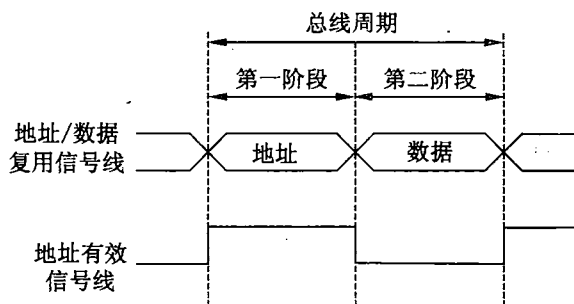 总线周期
第一阶段
第二阶段
地址/数据
复用信号线
地址
数据
地址有效
信号线